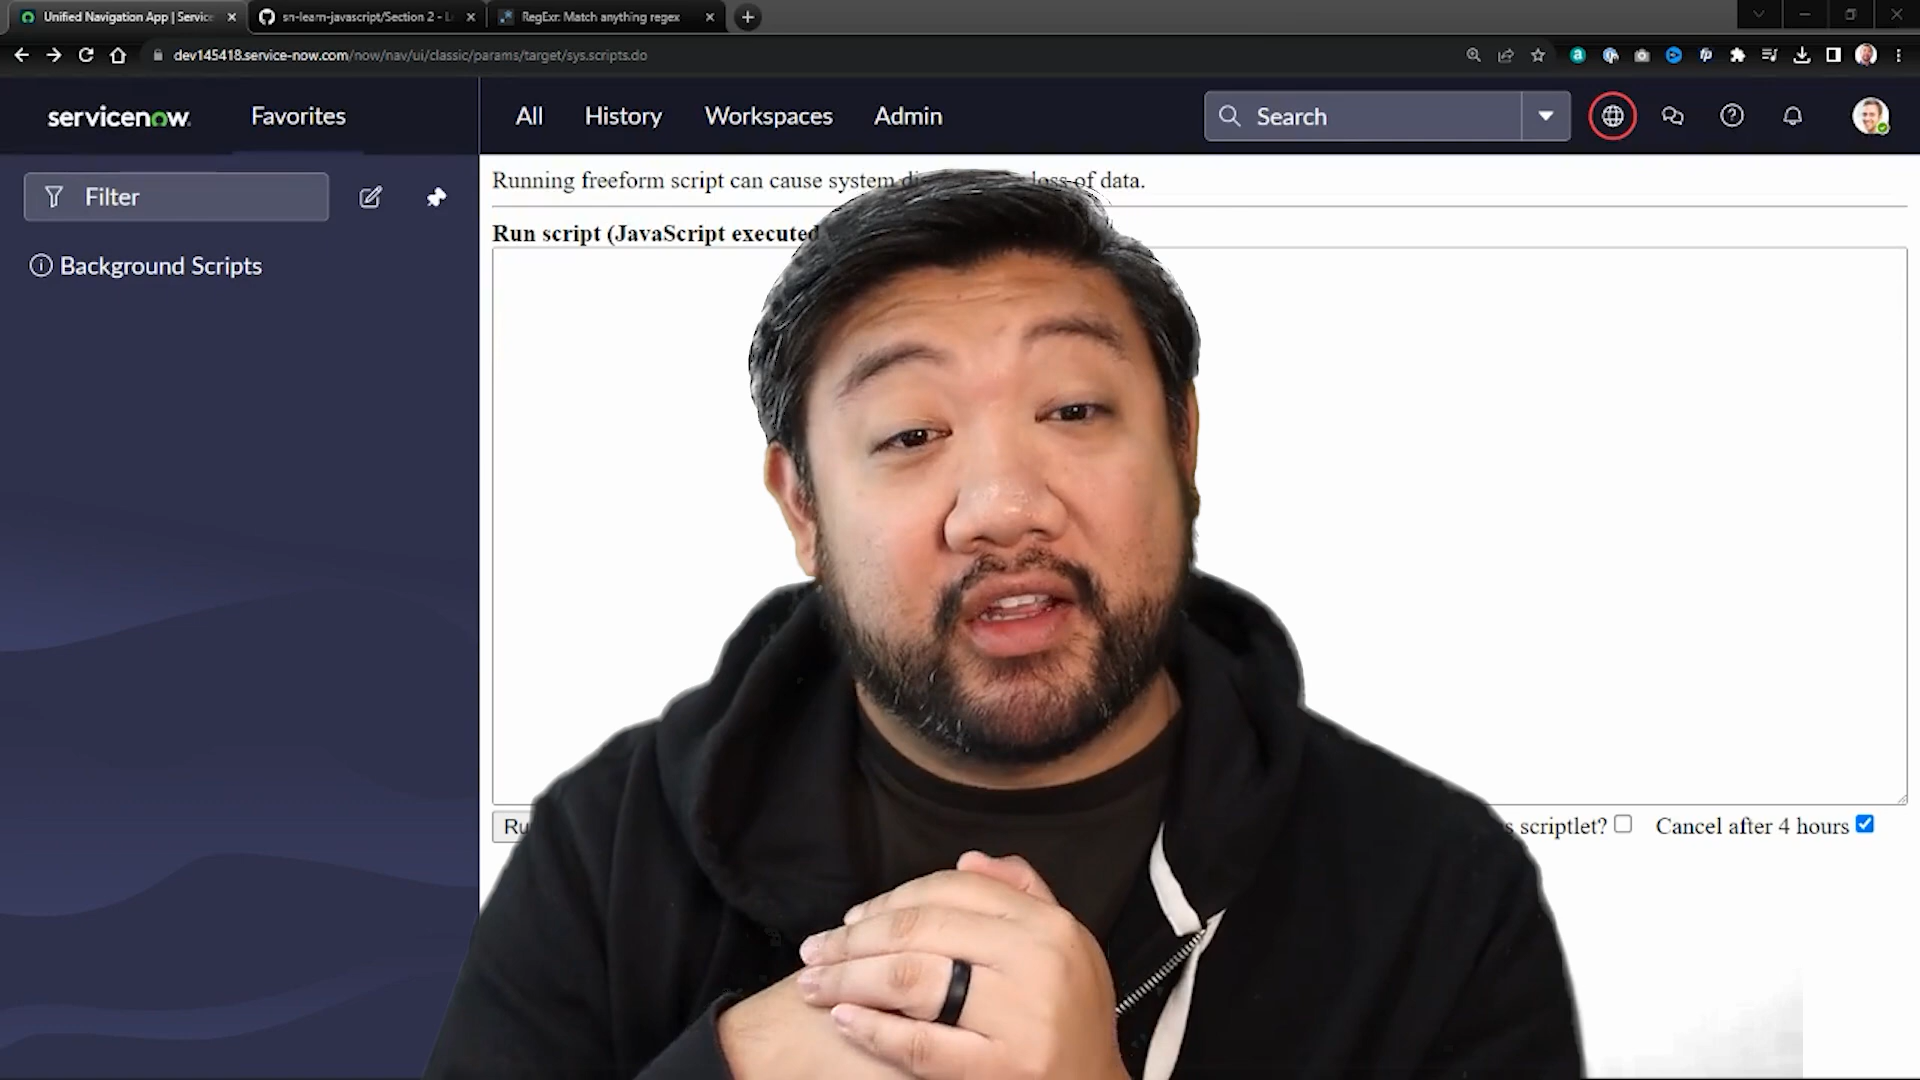 Unified Navigation App | Service
sn-learn-javascript/Section 2 - L
RegExr: Match anything regex
dev145418.service-now.com/now/nav/ui/classic/params/target/sys.scripts.do
servicenow
Favorites
All
History
Workspaces
Admin
Search
Filter
Background Scripts
Running freeform script can cause system loss of data.
Run script (JavaScript executed
scriptlet?
Cancel after 4 hours